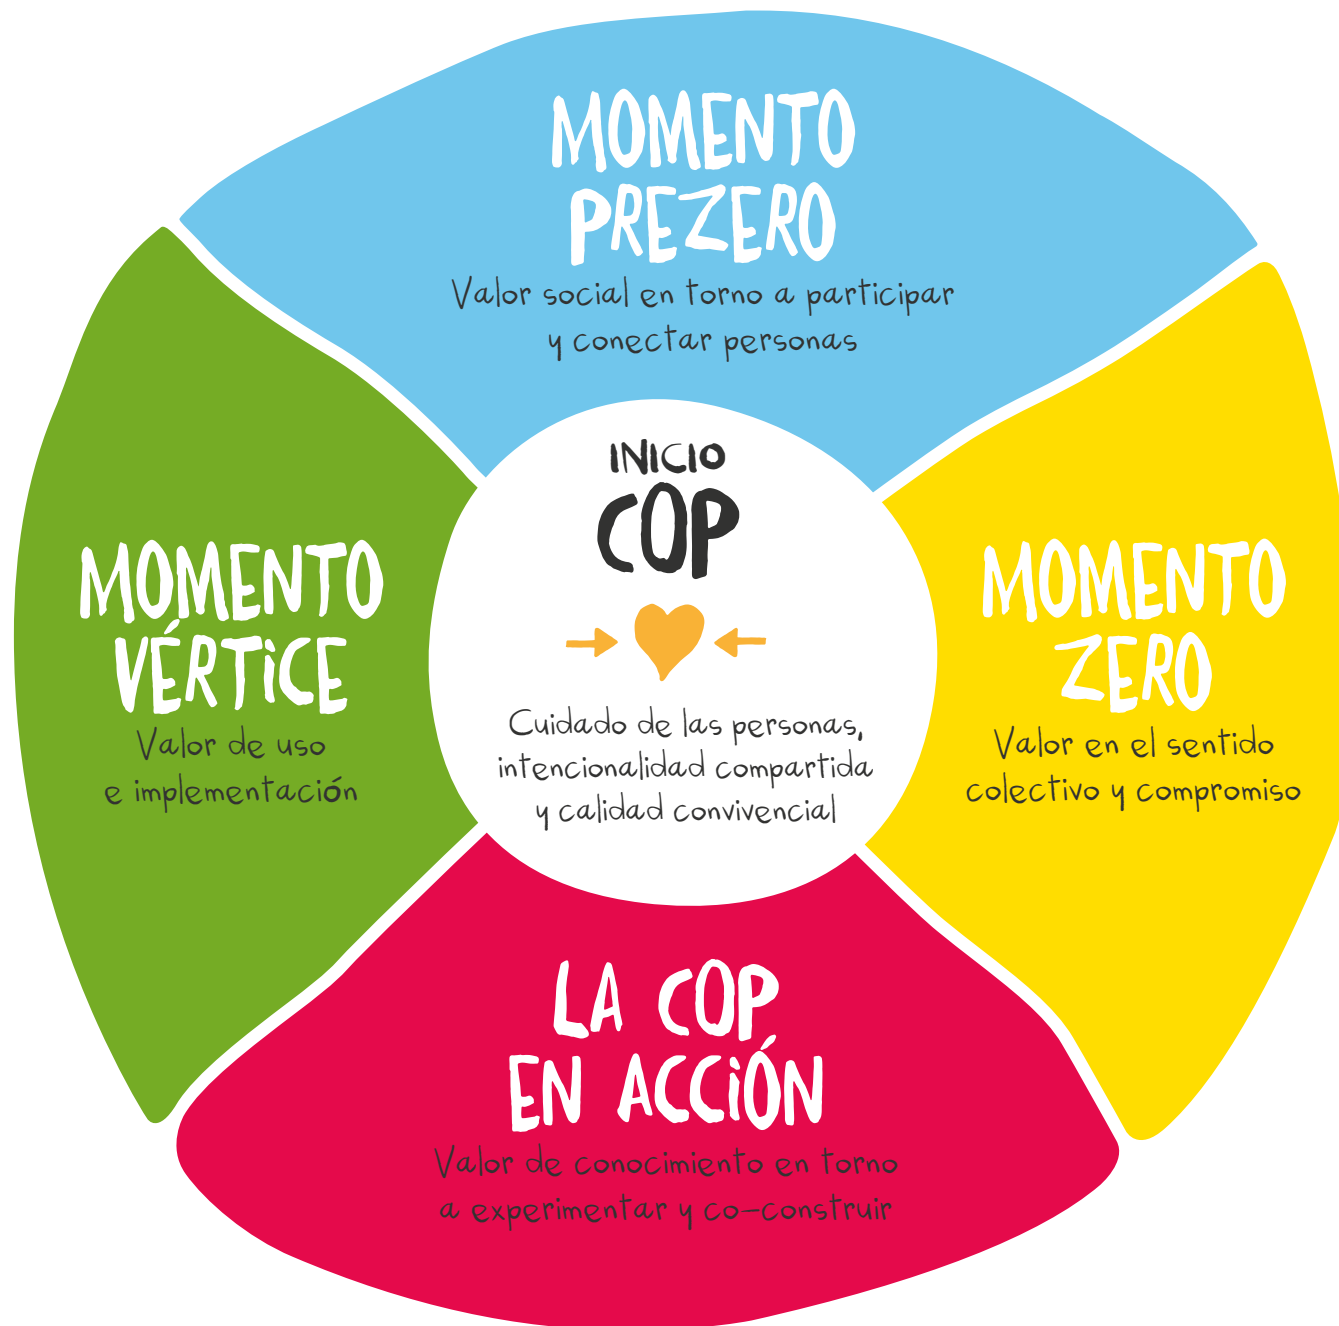 MOMENTO
PREZERO
Valor social en torno a participar
y conectar personas
INICIO
COP
Cuidado de las personas,
intencionalidad compartida
y calidad convivencial
MOMENTO
ZERO
Valor en el sentido
colectivo y compromiso
LA COP
EN ACCIÓN
Valor de conocimiento en torno
a experimentar y co-construir
MOMENTO
VÉRTICE
Valor de uso
e implementación